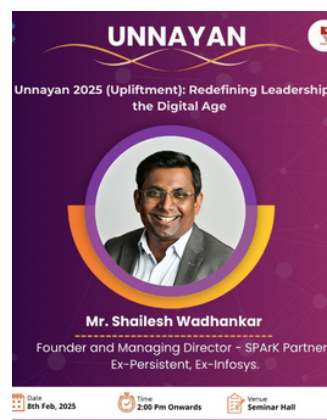 UNNAYAN
Unnayan 2025 (Upliftment): Redefining Leadership
the Digital Age
Mr. Shailesh Wadhankar
Founder and Managing Director - SPArK Partner
Ex-Persistent, Ex-Infosys.
Date
8th Feb, 2025
Time
2:00 Pm Onwards
Venue
Seminar Hall